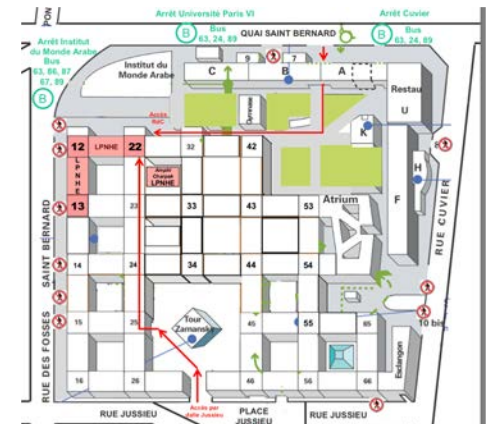 PON
Arrêt Université Paris VI
Arrêt Cuvier
B
Bus
63, 24, 89
QUAI SAINT BERNARD
B
Bus
63, 24, 89
Arrêt Institut
du Monde Arabe
Bus
63, 86, 87
67, 89
B
Institut du
Monde Arabe
C
9
B
7
A
Restau
U
Accès
RdC
K
H
F
12
LPNHE
22
32
42
LPNHE
Amphi
Charpak
LPNHE
13
23
33
43
53
Atrium
14
24
34
44
54
15
25
Tour
Zamansky
45
55
65
10 bis
Esclangon
16
26
46
56
66
RUE DES FOSSES
SAINT BERNARD
RUE CUVIER
RUE JUSSIEU
Accès par
dalle Jussieu
PLACE
JUSSIEU
RUE JUSSIEU